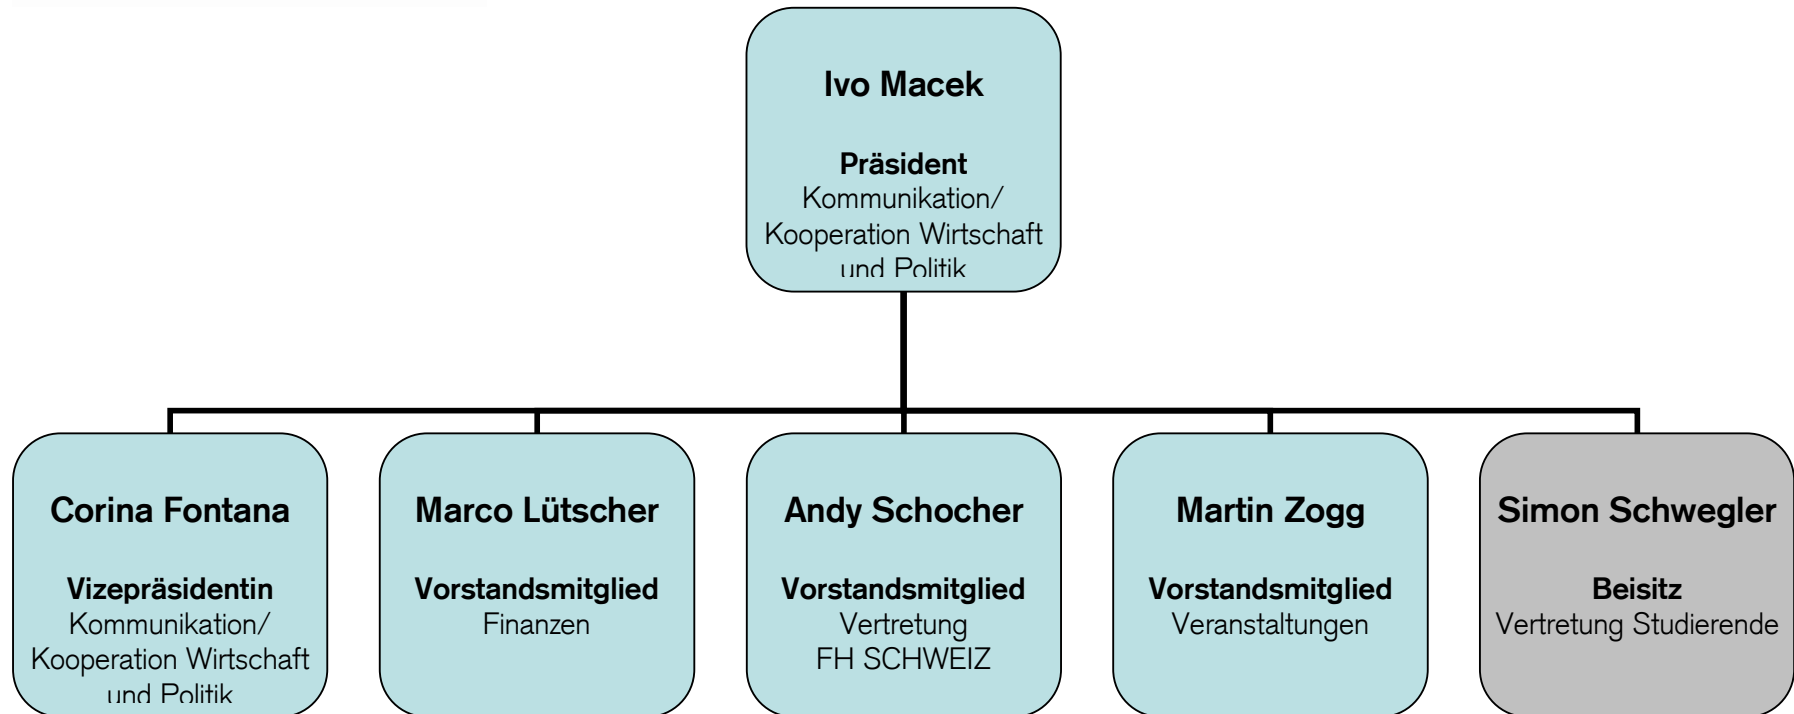 Ivo Macek
Präsident
Kommunikation/
Kooperation Wirtschaft
und Politik
Corina Fontana
Vizepräsidentin
Kommunikation/
Kooperation Wirtschaft
und Politik
Marco Lütscher
Vorstandsmitglied
Finanzen
Andy Schocher
Vorstandsmitglied
Vertretung
FH SCHWEIZ
Martin Zogg
Vorstandsmitglied
Veranstaltungen
Simon Schwegler
Beisitz
Vertretung Studierende